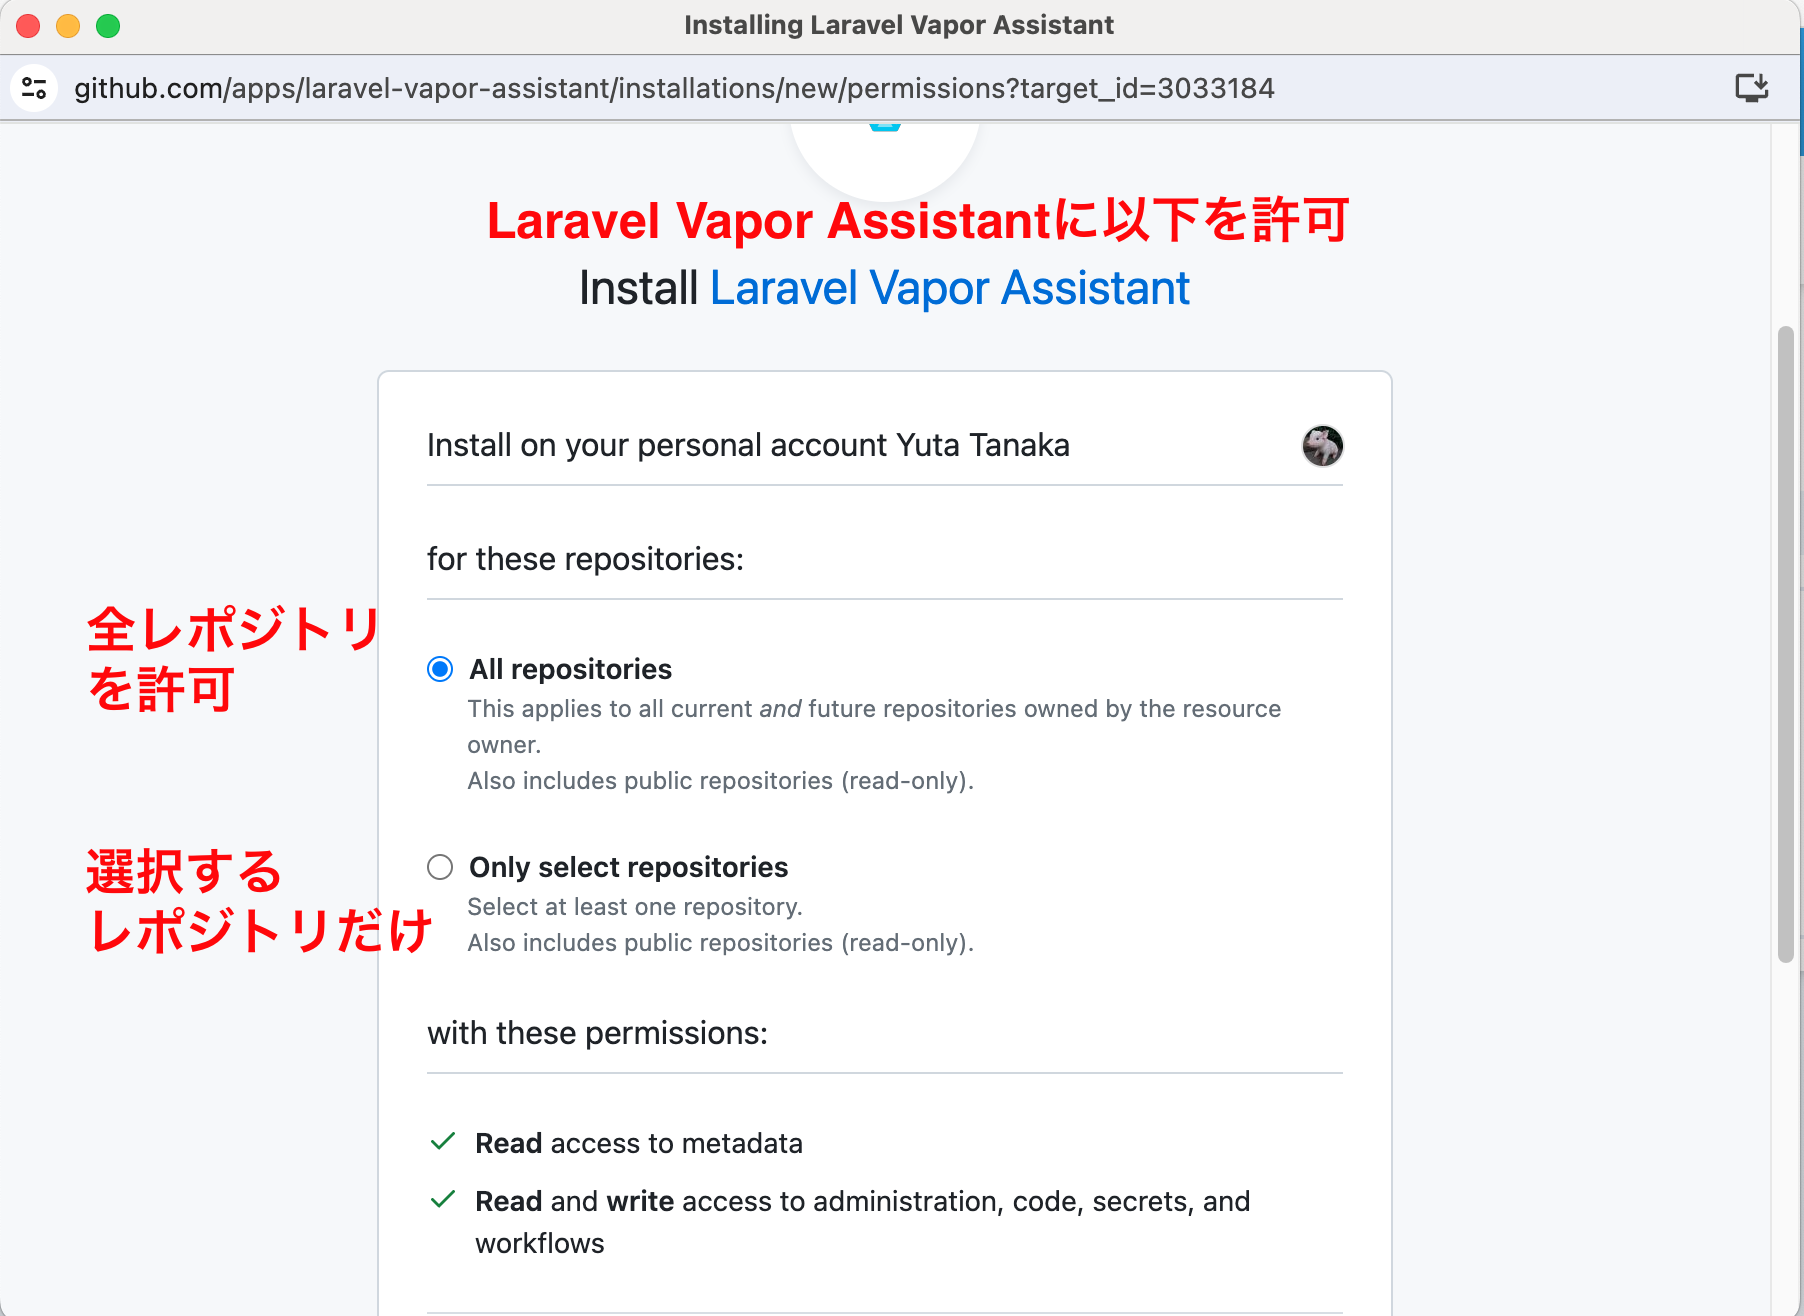 Installing Laravel Vapor Assistant
github.com/apps/laravel-vapor-assistant/installations/new/permissions?target_id=3033184
Laravel Vapor Assistantに以下を許可
Install Laravel Vapor Assistant
Install on your personal account Yuta Tanaka
for these repositories:
全レポジトリ
を許可
All repositories
This applies to all current and future repositories owned by the resource
owner.
Also includes public repositories (read-only).
選択する
レポジトリだけ
Only select repositories
Select at least one repository.
Also includes public repositories (read-only).
with these permissions:
Read access to metadata
Read and write access to administration, code, secrets, and
workflows